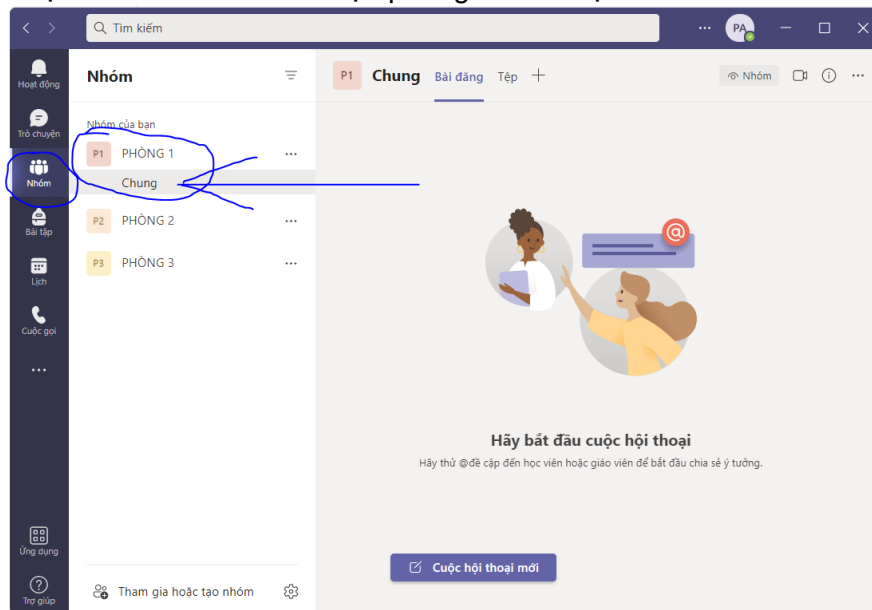 Tìm kiếm
PA
Hoạt động
Trò chuyện
Nhóm
Bài tập
Lịch
Cuộc gọi
Ứng dụng
Trợ giúp
Nhóm
Nhóm của bạn
P1 PHÒNG 1
Chung
P2 PHÒNG 2
P3 PHÒNG 3
Tham gia hoặc tạo nhóm
P1 Chung Bài đăng Tệp +
Nhóm
@
Hãy bắt đầu cuộc hội thoại
Hãy thử @đề cập đến học viên hoặc giáo viên để bắt đầu chia sẻ ý tưởng.
Cuộc hội thoại mới